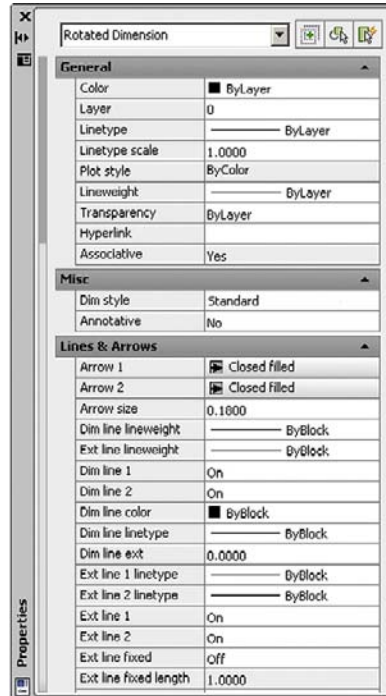 Rotated Dimension
General
Color ByLayer
Layer 0
Linetype ByLayer
Linetype scale 1.0000
Plot style ByColor
Lineweight ByLayer
Transparency ByLayer
Hyperlink
Associative Yes
Misc
Dim style Standard
Annotative No
Lines & Arrows
Arrow 1 Closed filled
Arrow 2 Closed filled
Arrow size 0.1800
Dim line lineweight ByBlock
Ext line lineweight ByBlock
Dim line 1 On
Dim line 2 On
Dim line color ByBlock
Dim line linetype ByBlock
Dim line ext 0.0000
Ext line 1 linetype ByBlock
Ext line 2 linetype ByBlock
Ext line 1 On
Ext line 2 On
Ext line fixed Off
Ext line fixed length 1.0000
Properties